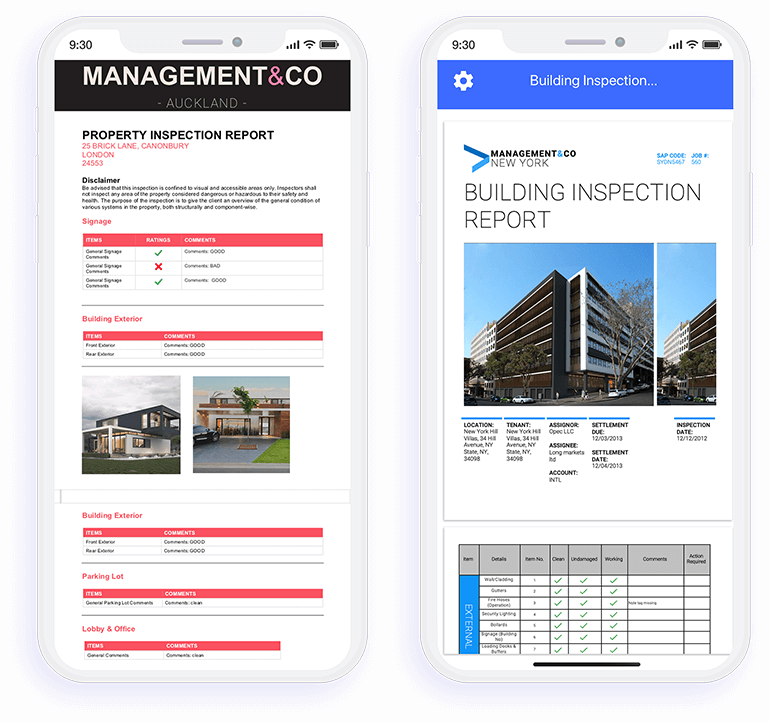 9:30
MANAGEMENT&CO
- AUCKLAND -
PROPERTY INSPECTION REPORT
25 BRICK LANE, CANONBURY
LONDON
24553
Disclaimer
Be advised that this inspection is confined to visual and accessible areas only. Inspectors shall
not inspect any area of the property considered dangerous or hazardous to their safety and
health. The purpose of the inspection is to give the client an overview of the general condition of
various systems in the property, both structurally and component-wise.
Signage
ITEMS RATINGS COMMENTS
General Signage
Comments
Comments: GOOD
General Signage
Comments
Comments: BAD
General Signage
Comments
Comments: GOOD
Building Exterior
ITEMS COMMENTS
Front Exterior Comments: GOOD
Rear Exterior Comments: GOOD
Building Exterior
ITEMS COMMENTS
Front Exterior Comments: GOOD
Rear Exterior Comments: GOOD
Parking Lot
ITEMS COMMENTS
General Parking Lot Comments Comments: clean
Lobby & Office
ITEMS COMMENTS
General Comments Comments: clean
9:30
Building Inspection...
MANAGEMENT&CO
NEW YORK
SAP CODE: JOB #:
SYDN5467 560
BUILDING INSPECTION
REPORT
LOCATION:
New York Hill
Villas, 34 Hill
Avenue, NY
State, NY,
34098
TENANT:
New York Hill
Villas, 34 Hill
Avenue, NY
State, NY,
34098
ASSIGNOR:
Opec LLC
ASSIGNEE:
Long markets
ltd
ACCOUNT:
INTL
SETTLEMENT
DUE:
12/03/2013
SETTLEMENT
DATE:
12/04/2013
INSPECTION
DATE:
12/12/2012
Item Details Item No. Clean Undamaged Working Comments Action
Required
EXTERNAL
Wall Cladding 1
Gutters 2
Fire Hoses
(Operation) 3 Note tag missing
Security Lighting 4
Bollards 5
Signage (Building
No) 6
Loading Docks &
Buffers 7